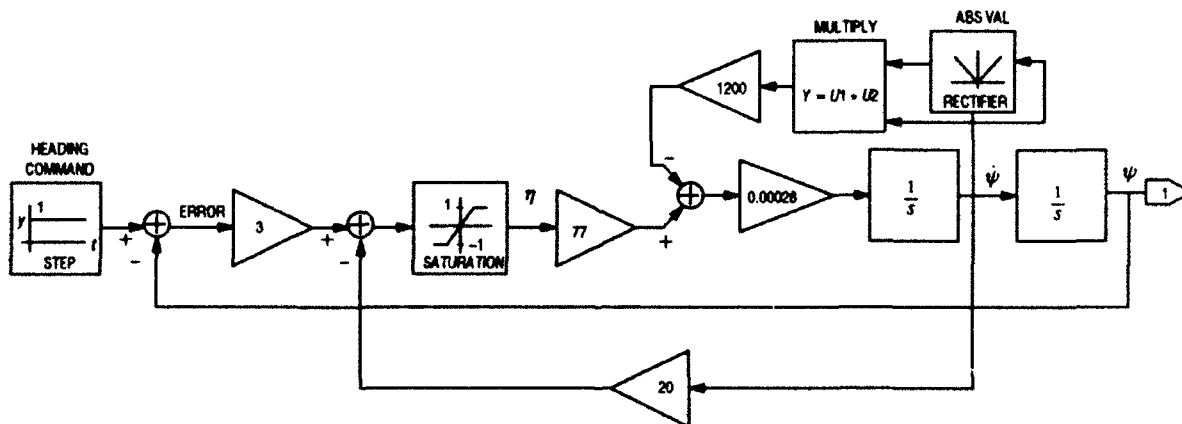 MULTIPLY
ABS VAL
1200
Y = U1 * U2
RECTIFIER
HEADING
COMMAND
1
y
t
STEP
+
-
ERROR
3
+
-
1
-1
SATURATION
η
77
-
+
0.00026
1/s
ψ̇
1/s
ψ
1
20